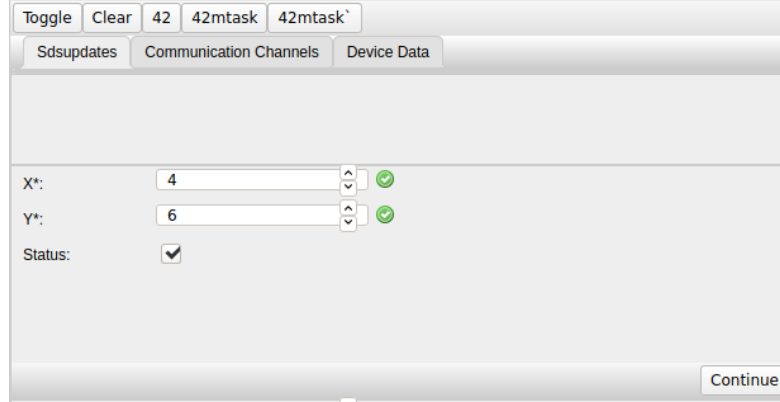 Toggle Clear 42 42mtask 42mtask`
Sdsupdates Communication Channels Device Data
X*: 4
Y*: 6
Status:
Continue